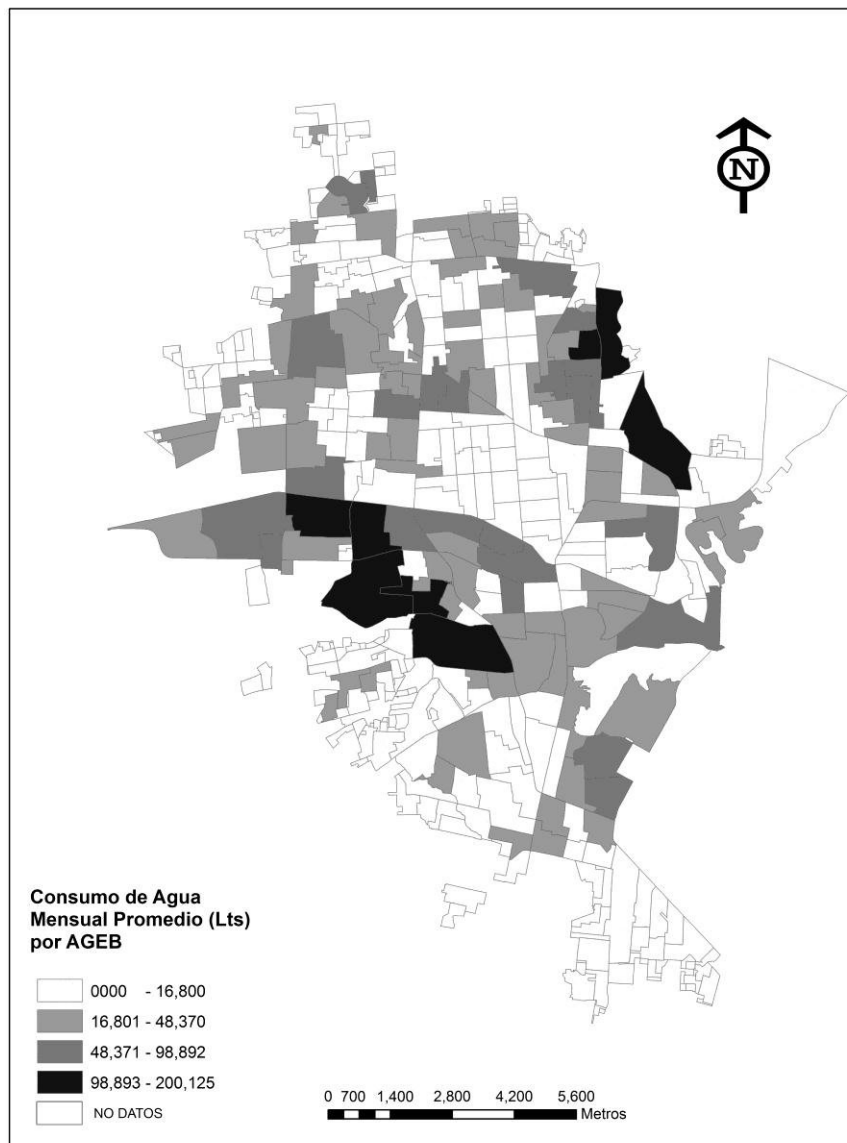 N
Consumo de Agua
Mensual Promedio (Lts)
por AGEB
0000 - 16,800
16,801 - 48,370
48,371 - 98,892
98,893 - 200,125
NO DATOS
0 700 1,400 2,800 4,200 5,600
Metros